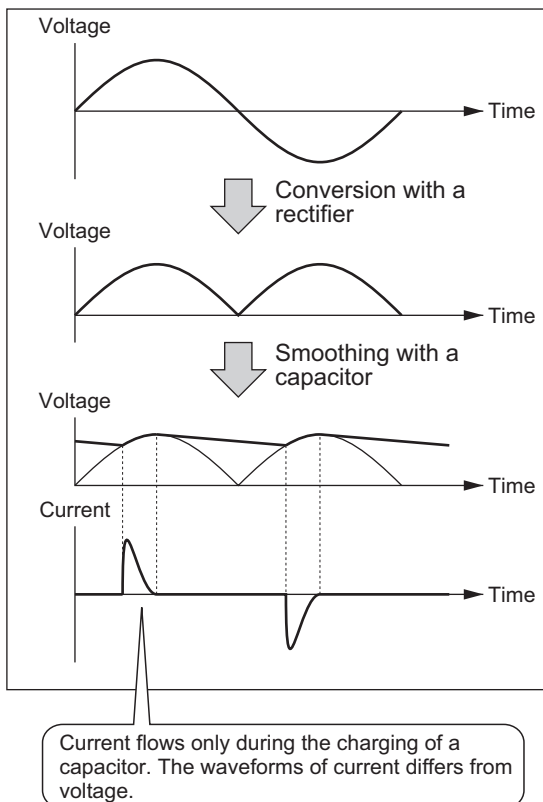 Voltage
Time
Conversion with a
rectifier
Voltage
Time
Smoothing with a
capacitor
Voltage
Time
Current
Time
Current flows only during the charging of a
capacitor. The waveforms of current differs from
voltage.